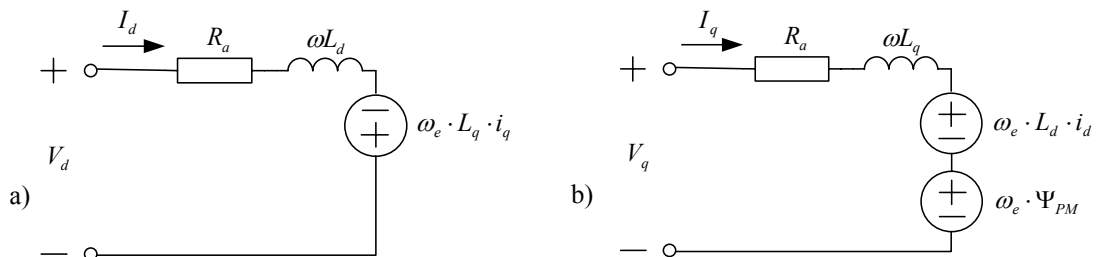 I_d
R_a
ωL_d
+
−
+
ω_e · L_q · i_q
V_d
a)
−
I_q
R_a
ωL_q
+
+
−
ω_e · L_d · i_d
V_q
b)
+
−
ω_e · Ψ_PM
−